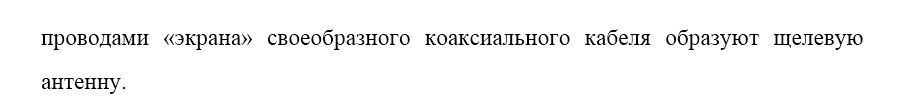 проводами «экрана» своеобразного коаксиального кабеля образуют щелевую
антенну.